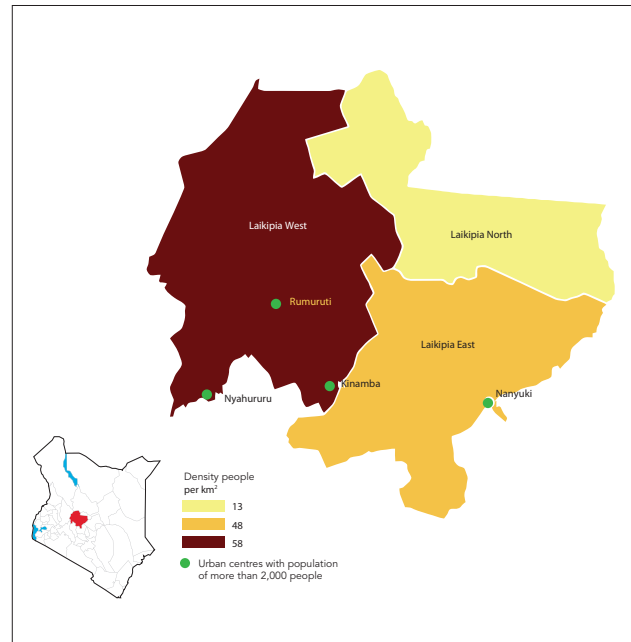 Laikipia West
Laikipia North
Rumuruti
Laikipia East
Kinamba
Nyahururu
Nanyuki
Density people
per km²
13
48
58
Urban centres with population
of more than 2,000 people